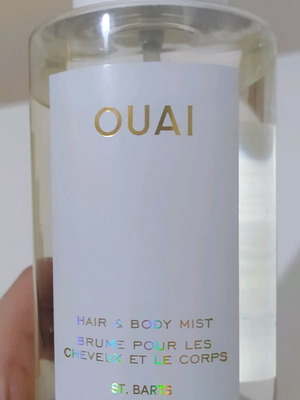 OUAI
HAIR & BODY MIST
BRUME POUR LES
CHEVEUX ET LE CORPS
ST. BARTS